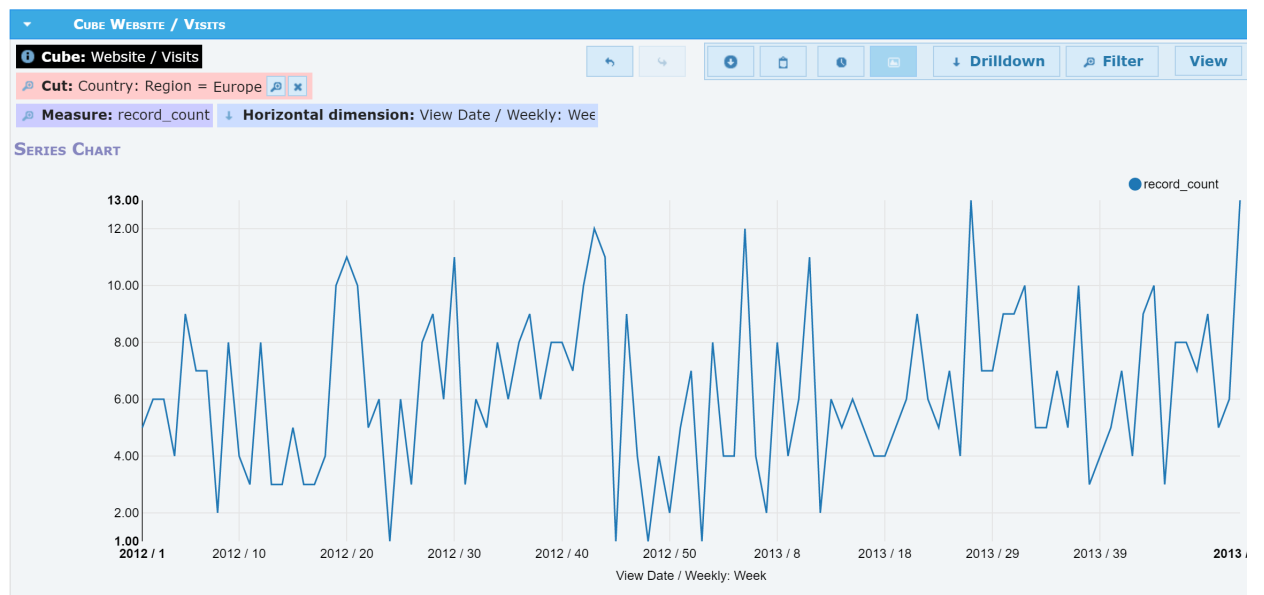 Cube Website / Visits
Cube: Website / Visits
Drilldown
Filter
View
Cut: Country: Region = Europe
Measure: record_count
Horizontal dimension: View Date / Weekly: Wee
Series Chart
record_count
13.00
12.00
10.00
8.00
6.00
4.00
2.00
1.00
2012 / 1
2012 / 10
2012 / 20
2012 / 30
2012 / 40
2012 / 50
2013 / 8
2013 / 18
2013 / 29
2013 / 39
2013 /
View Date / Weekly: Week